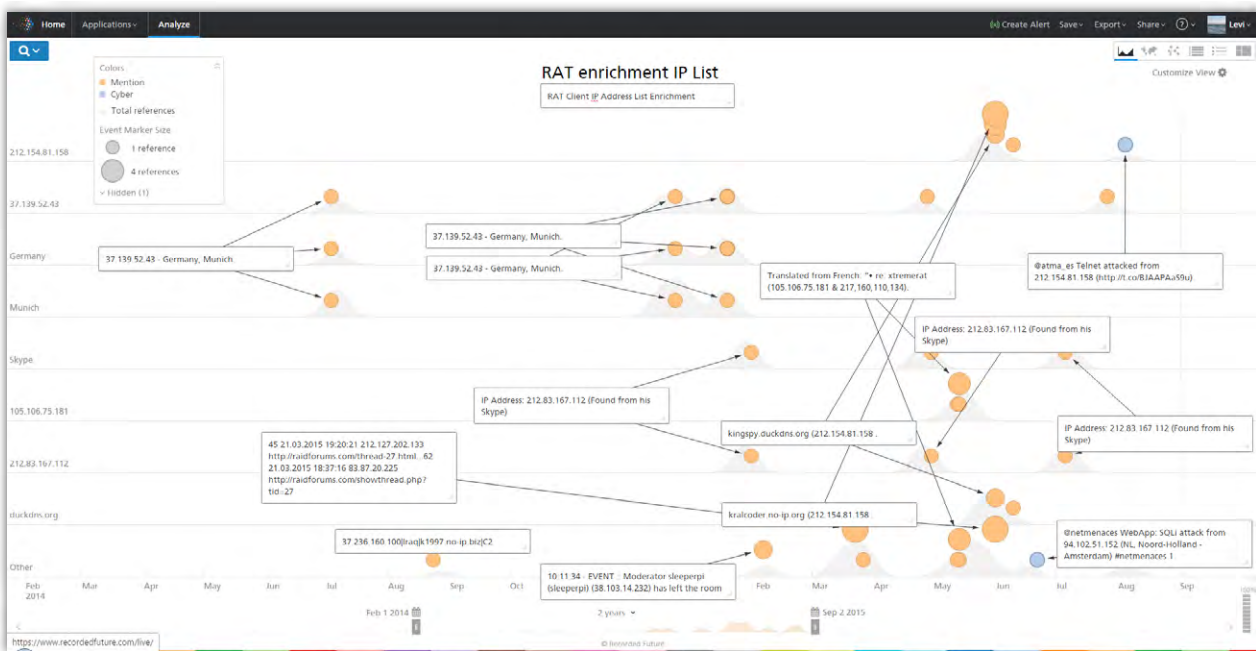 Home Applications Analyze
Create Alert Save Export Share ? Levi
RAT enrichment IP List
Customize View
RAT Client IP Address List Enrichment
Colors
Mention
Cyber
Total references
Event Marker Size
1 reference
4 references
Hidden (1)
212.154.81.158
37.139.52.43
Germany
Munich
Skype
105.106.75.181
212.83.167.112
duckdns.org
Other
37.139.52.43 - Germany, Munich.
37.139.52.43 - Germany, Munich.
37.139.52.43 - Germany, Munich.
Translated from French: "• re: xtremerat
(105.106.75.181 & 217,160,110,134).
@atma_es Telnet attacked from
212.154.81.158 (http://t.co/BJAAPAaS9u)
IP Address: 212.83.167.112 (Found from his
Skype)
IP Address: 212.83.167.112 (Found from his
Skype)
IP Address: 212.83.167.112 (Found from his
Skype)
kingspy.duckdns.org (212.154.81.158 .
45 21.03.2015 19:20:21 212.127.202.133
http://raidforums.com/thread-27.html. 62
21.03.2015 18:37:16 83.87.20.225
http://raidforums.com/showthread.php?
tid=27
kralcoder.no-ip.org (212.154.81.158
37.236.160.100|Iraq|k1997.no-ip.biz|C2
10:11:34 - EVENT : Moderator sleeperpi
(sleeperpi) (38.103.14.232) has left the room
@netmenaces WebApp: SQLi attack from
94.102.51.152 (NL, Noord-Holland -
Amsterdam) #netmenaces 1
Feb Mar Apr May Jun Jul Aug Sep Oct Feb Mar Apr May Jun Jul Aug Sep
2014
Feb 1 2014 2 years Sep 2 2015
100%
https://www.recordedfuture.com/live/
© Recorded Future